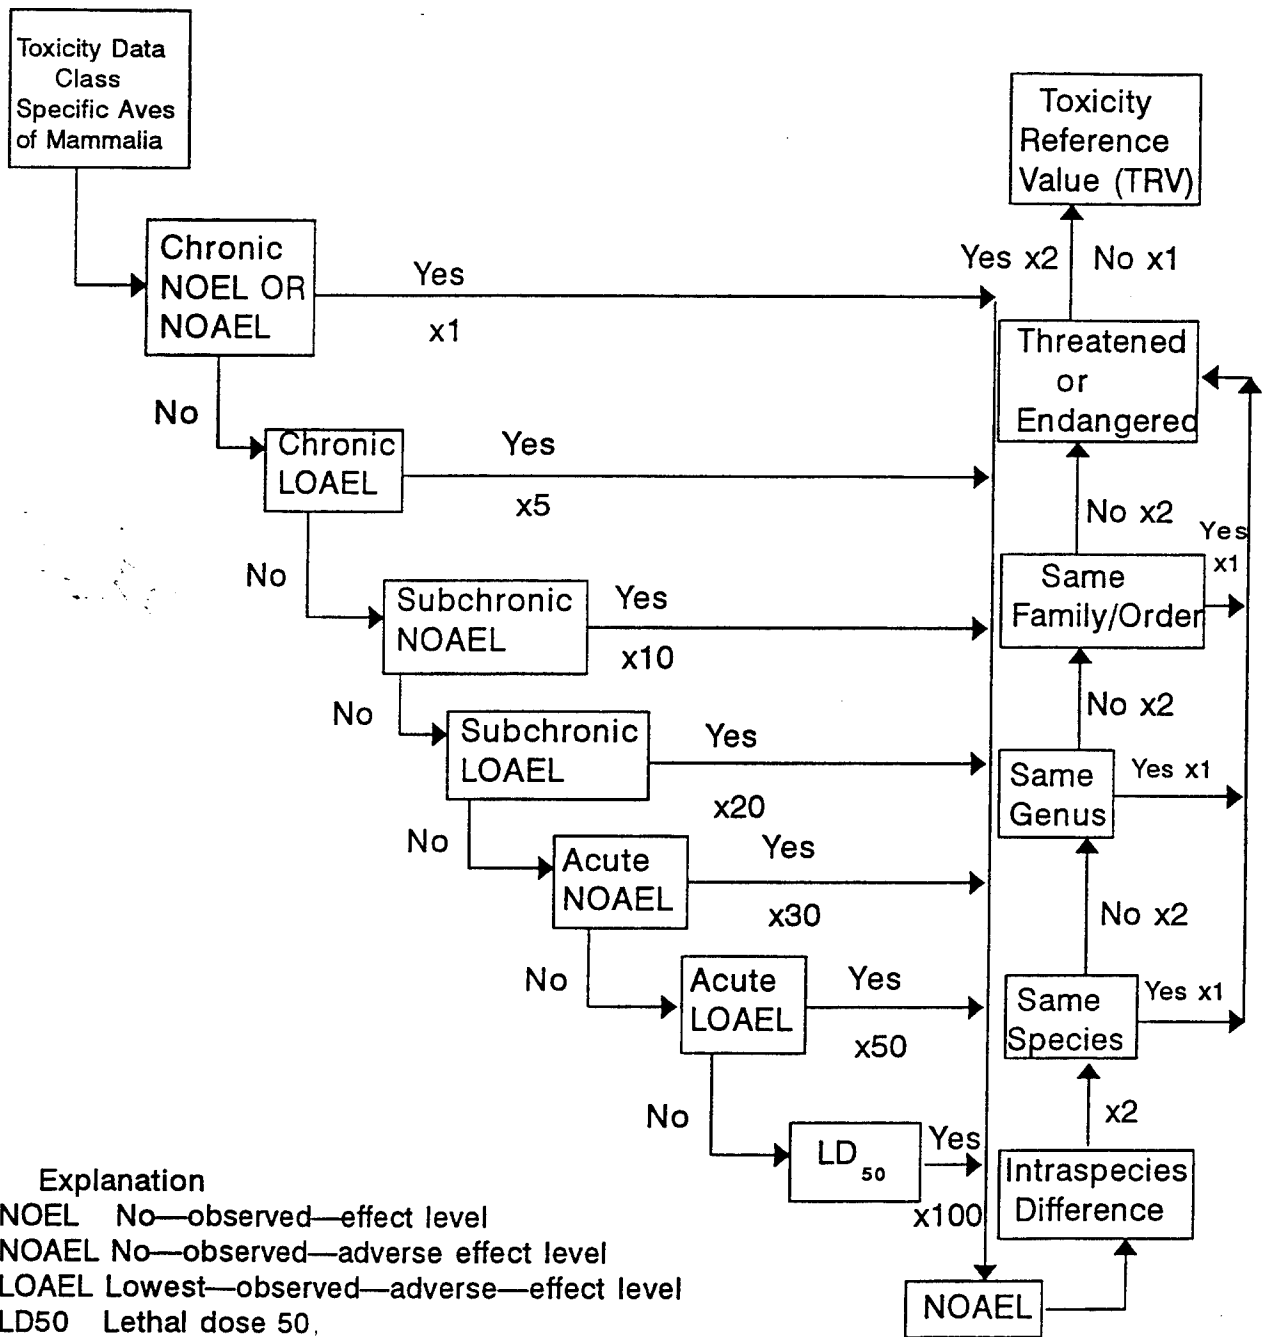 Toxicity Data
Class
Specific Aves
of Mammalia
Toxicity
Reference
Value (TRV)
Yes x2
No x1
Chronic
NOEL OR
NOAEL
Yes
x1
Threatened
or
Endangered
No
Chronic
LOAEL
Yes
x5
No x2
Yes
x1
No
Subchronic
NOAEL
Yes
x10
Same
Family/Order
No
No x2
Subchronic
LOAEL
Yes
x20
Same
Genus
Yes x1
No
Acute
NOAEL
Yes
x30
No x2
No
Acute
LOAEL
Yes
x50
Same
Species
Yes x1
No
x2
LD50
Yes
x100
Intraspecies
Difference
NOAEL
Explanation
NOEL No—observed—effect level
NOAEL No—observed—adverse effect level
LOAEL Lowest—observed—adverse—effect level
LD50 Lethal dose 50,